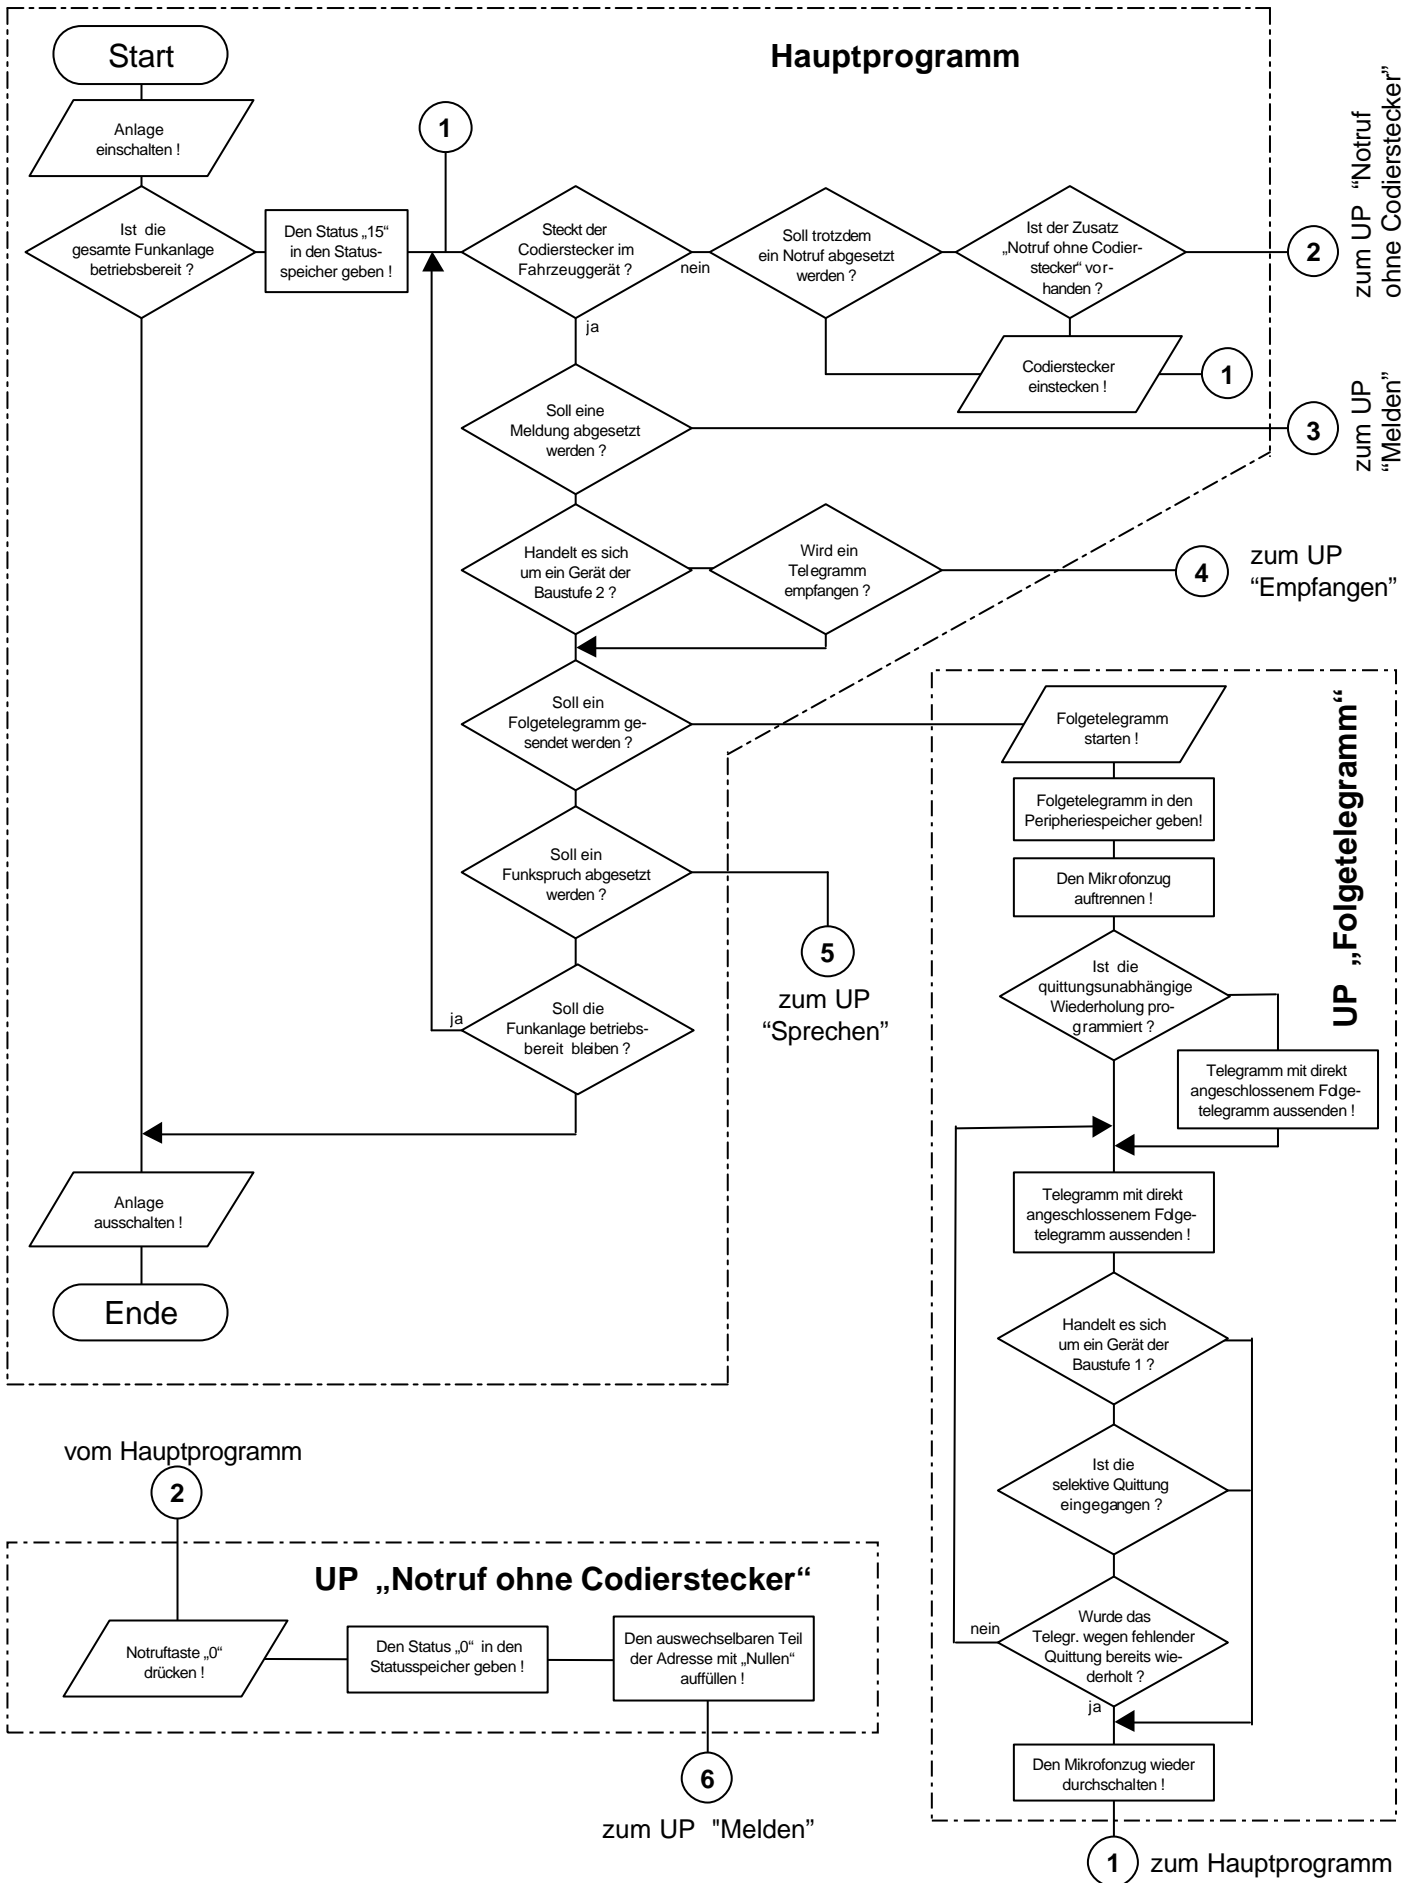 Start
Hauptprogramm
Anlage
einschalten !
1
Ist die
gesamte Funkanlage
betriebsbereit ?
Den Status „15“
in den Status-
speicher geben !
Steckt der
Codierstecker im
Fahrzeuggerät ?
nein
ja
Soll trotzdem
ein Notruf abgesetzt
werden ?
Ist der Zusatz
„Notruf ohne Codier-
stecker“ vor-
handen ?
2
zum UP “Notruf
ohne Codierstecker”
Codierstecker
einstecken !
1
Soll eine
Meldung abgesetzt
werden ?
3
zum UP
“Melden”
Handelt es sich
um ein Gerät der
Baustufe 2 ?
Wird ein
Telegramm
empfangen ?
4
zum UP
“Empfangen”
Soll ein
Folgetelegramm ge-
sendet werden ?
Soll ein
Funkspruch abgesetzt
werden ?
5
zum UP
“Sprechen”
Soll die
Funkanlage betriebs-
bereit bleiben ?
ja
Anlage
ausschalten !
Ende
UP „Folgetelegramm“
Folgetelegramm
starten !
Folgetelegramm in den
Peripheriespeicher geben!
Den Mikrofonzug
auftrennen !
Ist die
quittungsunabhängige
Wiederholung pro-
grammiert ?
Telegramm mit direkt
angeschlossenem Folge-
telegramm aussenden !
Telegramm mit direkt
angeschlossenem Folge-
telegramm aussenden !
Handelt es sich
um ein Gerät der
Baustufe 1 ?
Ist die
selektive Quittung
eingegangen ?
Wurde das
Telegr. wegen fehlender
Quittung bereits wie-
derholt ?
nein
ja
Den Mikrofonzug wieder
durchschalten !
1
zum Hauptprogramm
vom Hauptprogramm
2
UP „Notruf ohne Codierstecker“
Notruftaste „0“
drücken !
Den Status „0“ in den
Statusspeicher geben !
Den auswechselbaren Teil
der Adresse mit „Nullen“
auffüllen !
6
zum UP "Melden”